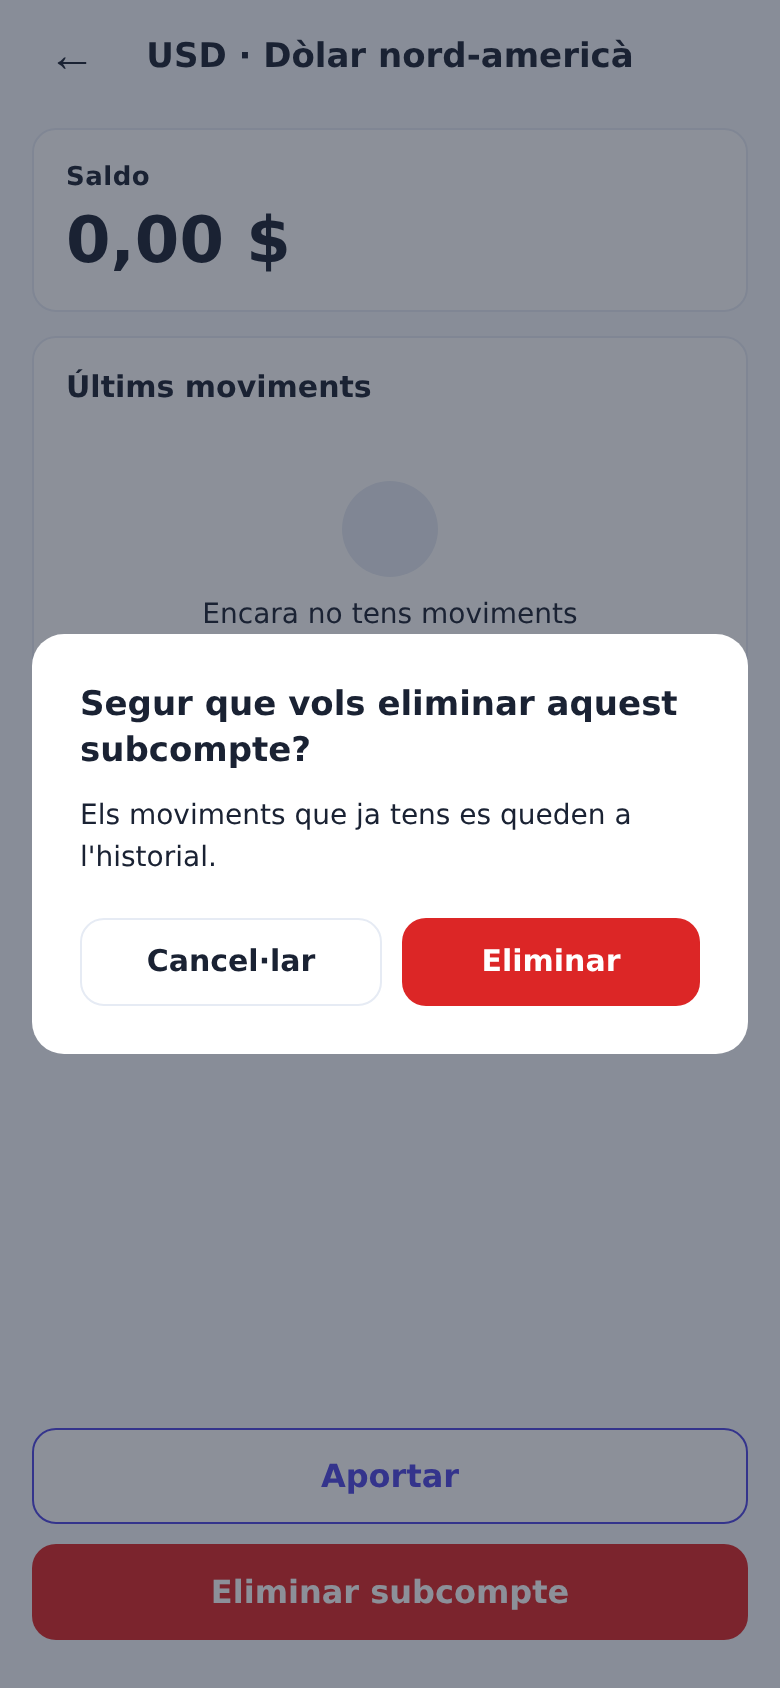 ← USD · Dòlar nord-americà
Saldo
0,00 $
Últims moviments
Encara no tens moviments
Segur que vols eliminar aquest
subcompte?
Els moviments que ja tens es queden a
l'historial.
Cancel·lar
Eliminar
Aportar
Eliminar subcompte